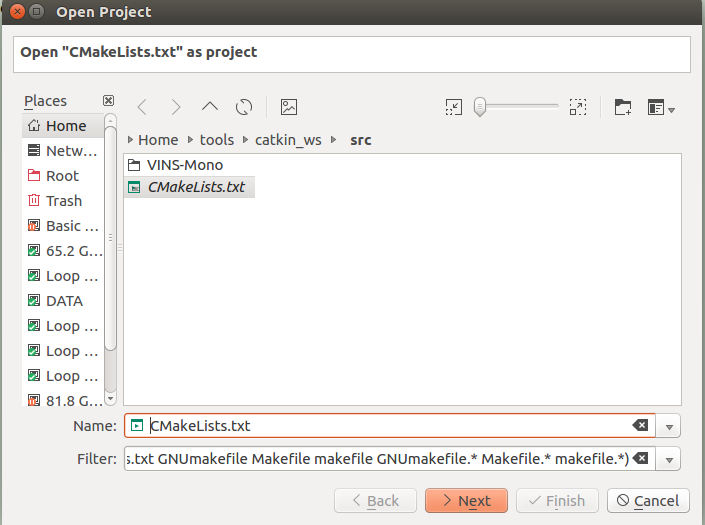 Open Project
Open "CMakeLists.txt" as project
Places
Home
Netw...
Root
Trash
Basic ...
65.2 G...
Loop ...
DATA
Loop ...
Loop ...
Loop ...
81.8 G...
Home tools catkin_ws src
VINS-Mono
CMakeLists.txt
Name: CMakeLists.txt
Filter: s.txt GNUmakefile Makefile makefile GNUmakefile.* Makefile.* makefile.*)
Back Next Finish Cancel